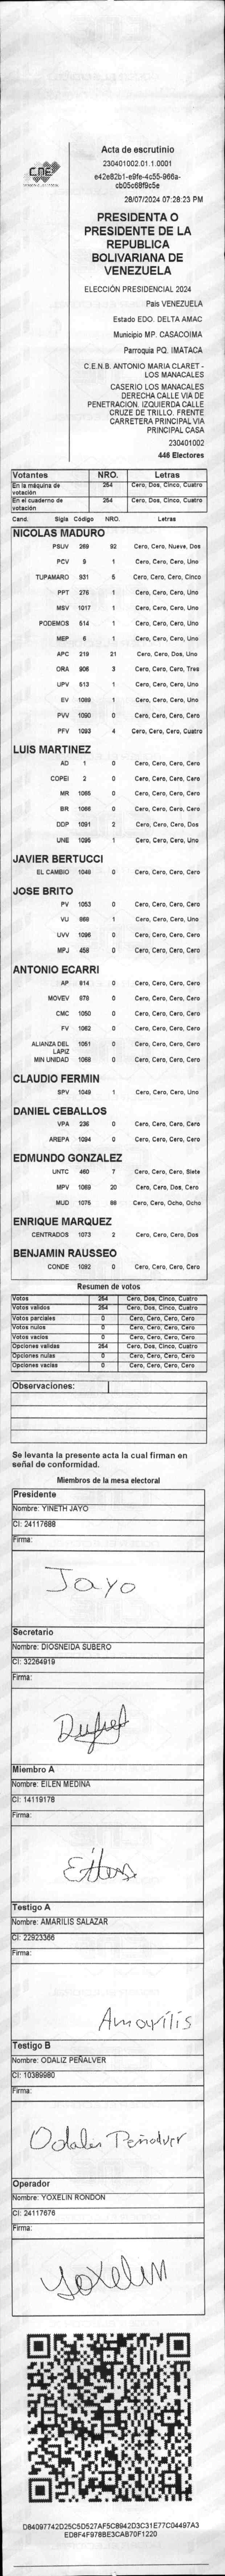 CNE
Acta de escrutinio
230401002.01.1.0001
e42e82b1-e9fe-4c55-966a-
cb05c68f9c5e
28/07/2024 07:28:23 PM
PRESIDENTA O
PRESIDENTE DE LA
REPUBLICA
BOLIVARIANA DE
VENEZUELA
ELECCIÓN PRESIDENCIAL 2024
Pais VENEZUELA
Estado EDO. DELTA AMAC
Municipio MP. CASACOIMA
Parroquia PQ. IMATACA
C.E.N.B. ANTONIO MARIA CLARET -
LOS MANACALES
CASERIO LOS MANACALES
DERECHA CALLE VIA DE
PENETRACION. IZQUIERDA CALLE
CRUZE DE TRILLO. FRENTE
CARRETERA PRINCIPAL VIA
PRINCIPAL CASA
230401002
446 Electores
Votantes NRO. Letras
En la máquina de votación 254 Cero, Dos, Cinco, Cuatro
En el cuaderno de votación 254 Cero, Dos, Cinco, Cuatro
Cand. Sigla Código NRO. Letras
NICOLAS MADURO
PSUV 269 92 Cero, Cero, Nueve, Dos
PCV 9 1 Cero, Cero, Cero, Uno
TUPAMARO 931 5 Cero, Cero, Cero, Cinco
PPT 276 1 Cero, Cero, Cero, Uno
MSV 1017 1 Cero, Cero, Cero, Uno
PODEMOS 514 1 Cero, Cero, Cero, Uno
MEP 6 1 Cero, Cero, Cero, Uno
APC 219 21 Cero, Cero, Dos, Uno
ORA 906 3 Cero, Cero, Cero, Tres
UPV 613 1 Cero, Cero, Cero, Uno
EV 1089 1 Cero, Cero, Cero, Uno
PVV 1090 0 Cero, Cero, Cero, Cero
PFV 1093 4 Cero, Cero, Cero, Cuatro
LUIS MARTINEZ
AD 1 0 Cero, Cero, Cero, Cero
COPEI 2 0 Cero, Cero, Cero, Cero
MR 1065 0 Cero, Cero, Cero, Cero
BR 1066 0 Cero, Cero, Cero, Cero
DDP 1091 2 Cero, Cero, Cero, Dos
UNE 1095 1 Cero, Cero, Cero, Uno
JAVIER BERTUCCI
EL CAMBIO 1048 0 Cero, Cero, Cero, Cero
JOSE BRITO
PV 1053 0 Cero, Cero, Cero, Cero
VU 868 1 Cero, Cero, Cero, Uno
UVV 1096 0 Cero, Cero, Cero, Cero
MPJ 458 0 Cero, Cero, Cero, Cero
ANTONIO ECARRI
AP 814 0 Cero, Cero, Cero, Cero
MOVEV 978 0 Cero, Cero, Cero, Cero
CMC 1050 0 Cero, Cero, Cero, Cero
FV 1062 0 Cero, Cero, Cero, Cero
ALIANZA DEL LAPIZ 1051 0 Cero, Cero, Cero, Cero
MIN UNIDAD 1068 0 Cero, Cero, Cero, Cero
CLAUDIO FERMIN
SPV 1049 1 Cero, Cero, Cero, Uno
DANIEL CEBALLOS
VPA 236 0 Cero, Cero, Cero, Cero
AREPA 1094 0 Cero, Cero, Cero, Cero
EDMUNDO GONZALEZ
UNTC 460 7 Cero, Cero, Cero, Siete
MPV 1069 20 Cero, Cero, Dos, Cero
MUD 1075 88 Cero, Cero, Ocho, Ocho
ENRIQUE MARQUEZ
CENTRADOS 1073 2 Cero, Cero, Cero, Dos
BENJAMIN RAUSSEO
CONDE 1092 0 Cero, Cero, Cero, Cero
Resumen de votos
Votos 254 Cero, Dos, Cinco, Cuatro
Votos validos 254 Cero, Dos, Cinco, Cuatro
Votos parciales 0 Cero, Cero, Cero, Cero
Votos nulos 0 Cero, Cero, Cero, Cero
Votos vacios 0 Cero, Cero, Cero, Cero
Opciones validas 254 Cero, Dos, Cinco, Cuatro
Opciones nulas 0 Cero, Cero, Cero, Cero
Opciones vacias 0 Cero, Cero, Cero, Cero
Observaciones:
Se levanta la presente acta la cual firman en
señal de conformidad.
Miembros de la mesa electoral
Presidente
Nombre: YINETH JAYO
CI: 24117688
Firma:
Jayo
Secretario
Nombre: DIOSNEIDA SUBERO
CI: 32264919
Firma:
Miembro A
Nombre: EILEN MEDINA
CI: 14119178
Firma:
Testigo A
Nombre: AMARILIS SALAZAR
CI: 22923366
Firma:
Amarilis
Testigo B
Nombre: ODALIZ PEÑALVER
CI: 10389980
Firma:
Odaliz Peñalver
Operador
Nombre: YOXELIN RONDON
CI: 24117676
Firma:
Yoxelin
D84097742D25C5D527AF5C8942D3C31E77C04497A3
ED8F4F978BE3CAB70F1220